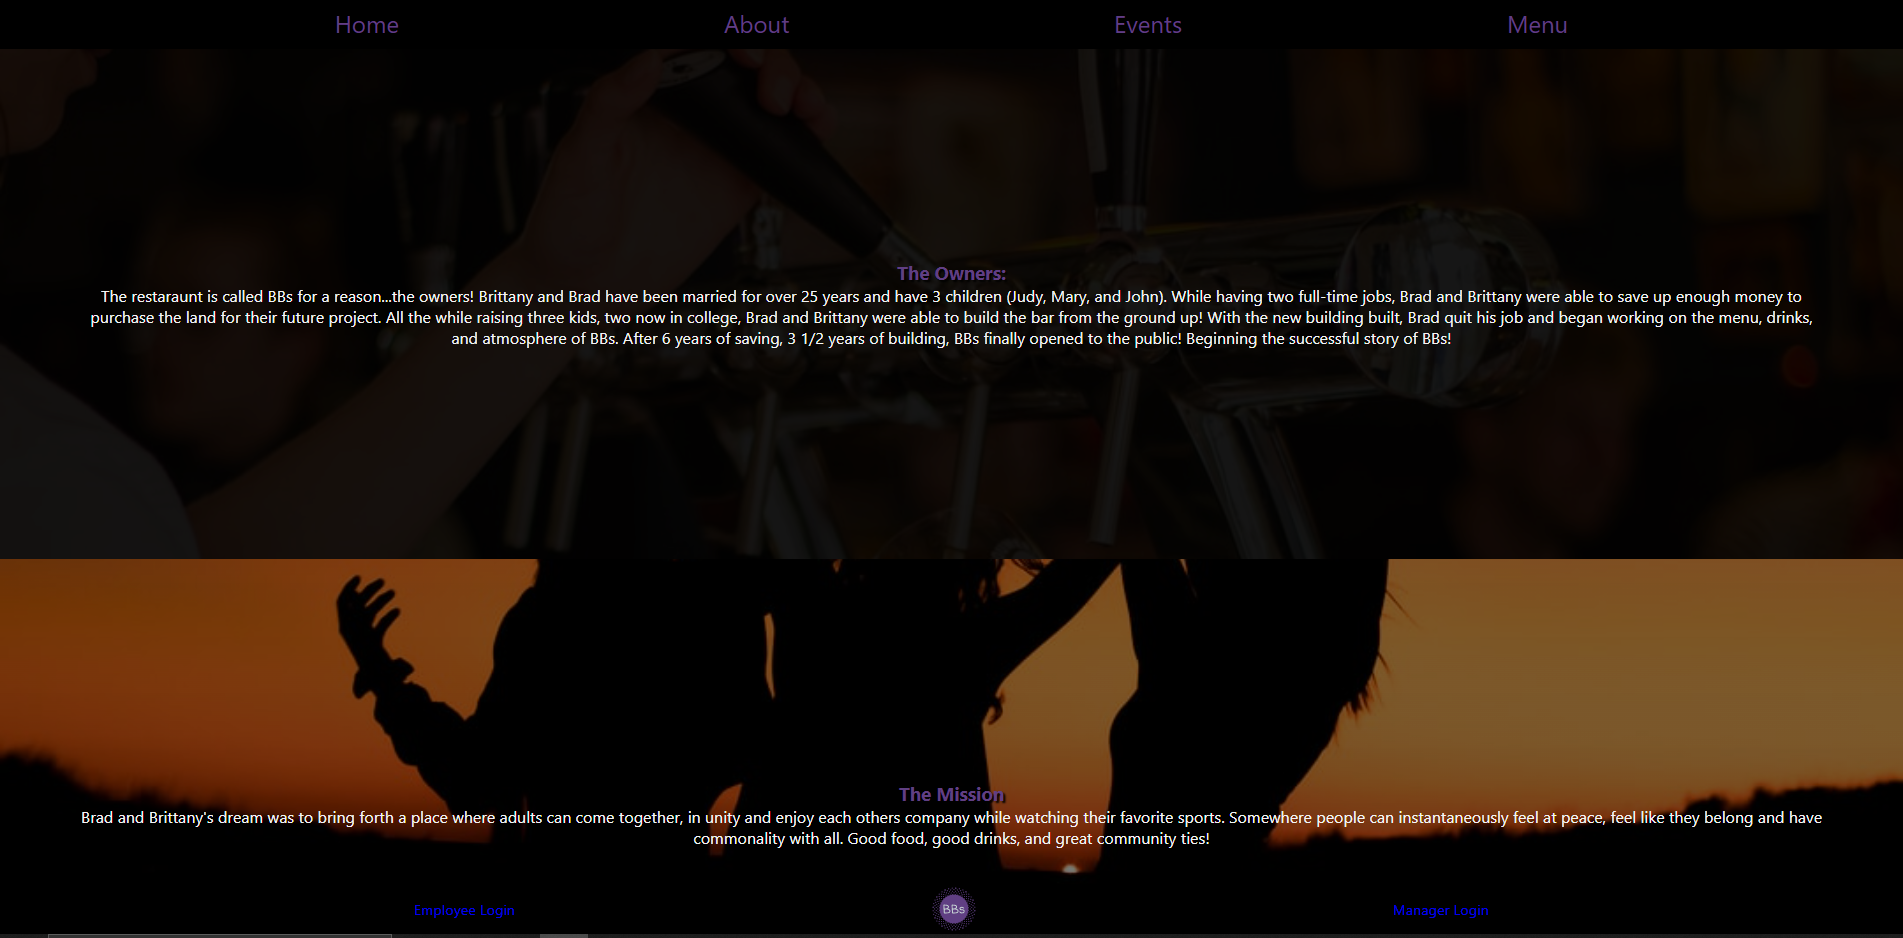 Home About Events Menu
The Owners:
The restaraunt is called BBs for a reason...the owners! Brittany and Brad have been married for over 25 years and have 3 children (Judy, Mary, and John). While having two full-time jobs, Brad and Brittany were able to save up enough money to
purchase the land for their future project. All the while raising three kids, two now in college, Brad and Brittany were able to build the bar from the ground up! With the new building built, Brad quit his job and began working on the menu, drinks,
and atmosphere of BBs. After 6 years of saving, 3 1/2 years of building, BBs finally opened to the public! Beginning the successful story of BBs!
The Mission
Brad and Brittany's dream was to bring forth a place where adults can come together, in unity and enjoy each others company while watching their favorite sports. Somewhere people can instantaneously feel at peace, feel like they belong and have
commonality with all. Good food, good drinks, and great community ties!
Employee Login BBs Manager Login